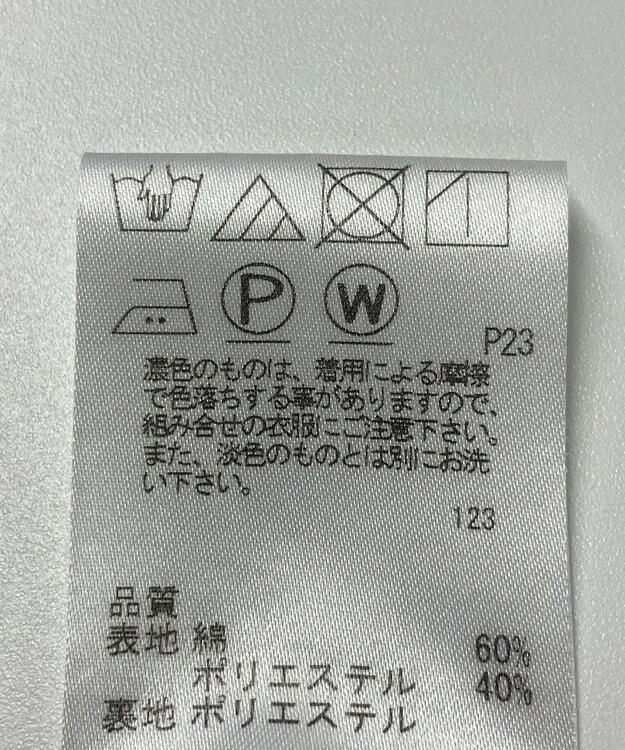 P
W
P23
濃色のものは、着用による摩擦
で色落ちする事がありますので、
組み合せの衣服にご注意下さい。
また、淡色のものとは別にお洗
い下さい。
123
品質
表地 綿 60%
ポリエステル 40%
裏地 ポリエステル